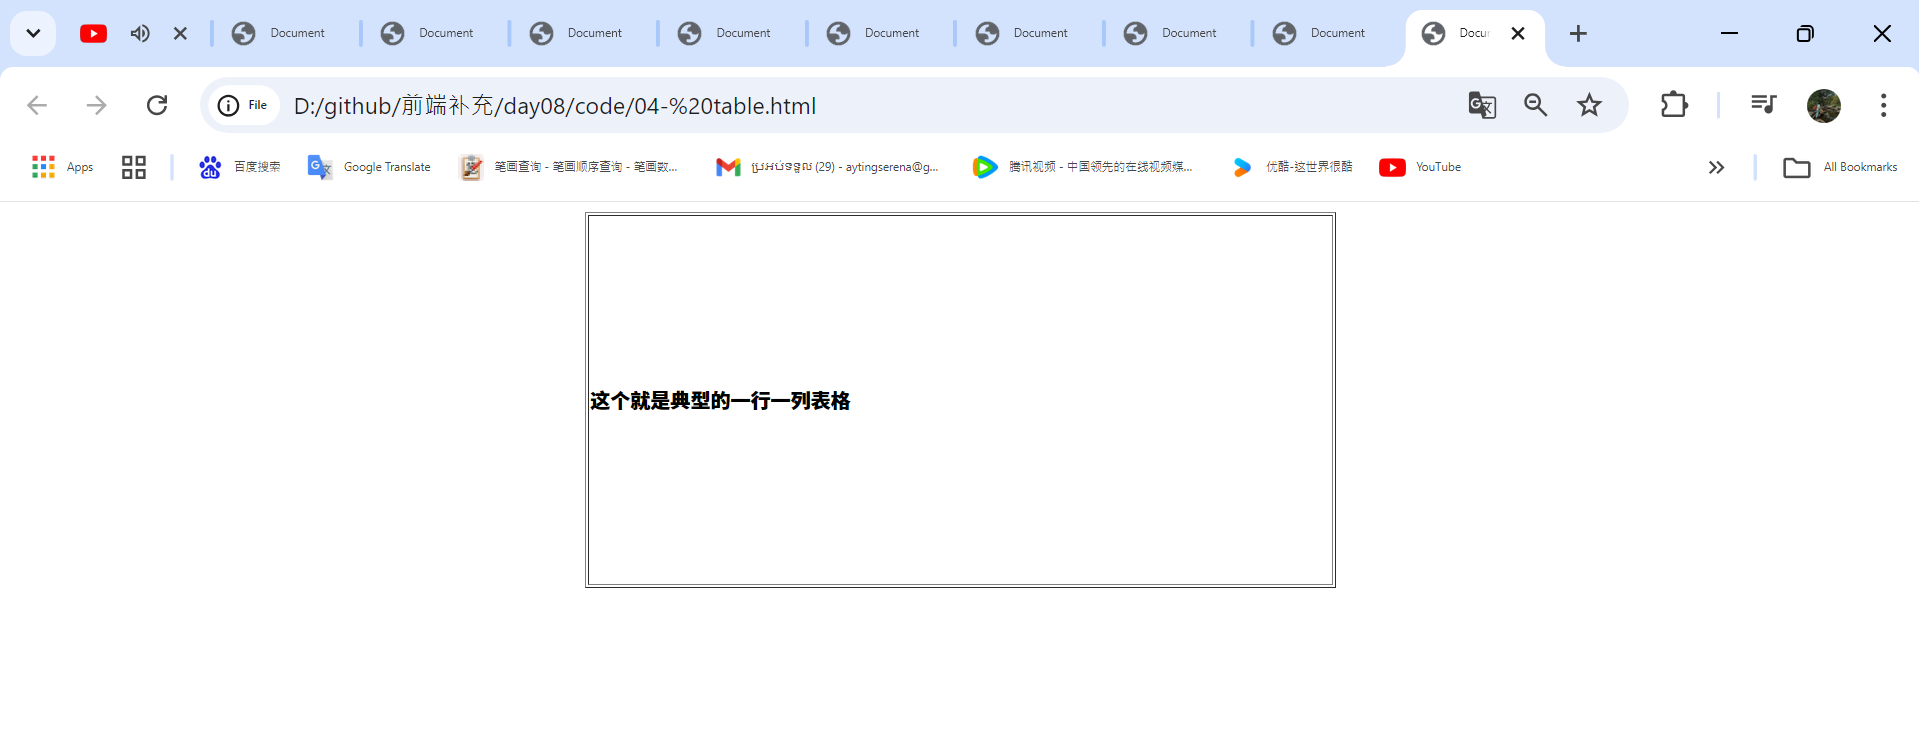 Document Document Document Document Document Document Document Document Docu
File D:/github/前端补充/day08/code/04-%20table.html
Apps 百度搜索 Google Translate 笔画查询 - 笔画顺序查询 - 笔画数... ប្រអប់ទទួល (29) - aytingserena@g... 腾讯视频 - 中国领先的在线视频媒... 优酷-这世界很酷 YouTube All Bookmarks
这个就是典型的一行一列表格